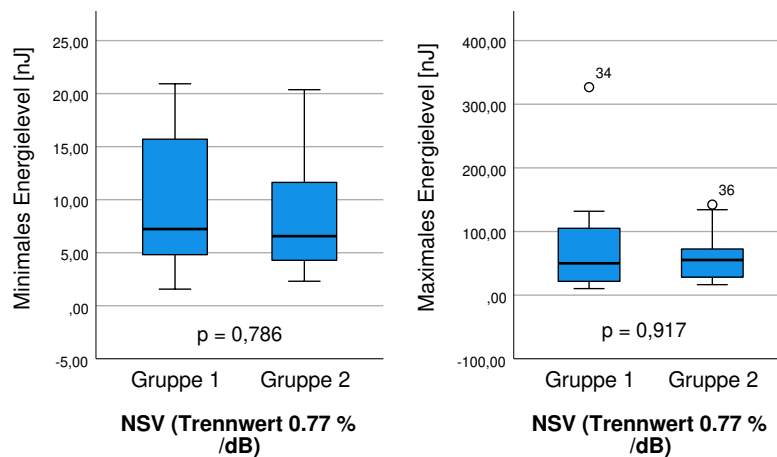 Minimales Energielevel [nJ]
25,00
20,00
15,00
10,00
5,00
,00
-5,00
p = 0,786
Gruppe 1 Gruppe 2
NSV (Trennwert 0.77 %
/dB)
Maximales Energielevel [nJ]
400,00
300,00
200,00
100,00
,00
-100,00
34
36
p = 0,917
Gruppe 1 Gruppe 2
NSV (Trennwert 0.77 %
/dB)